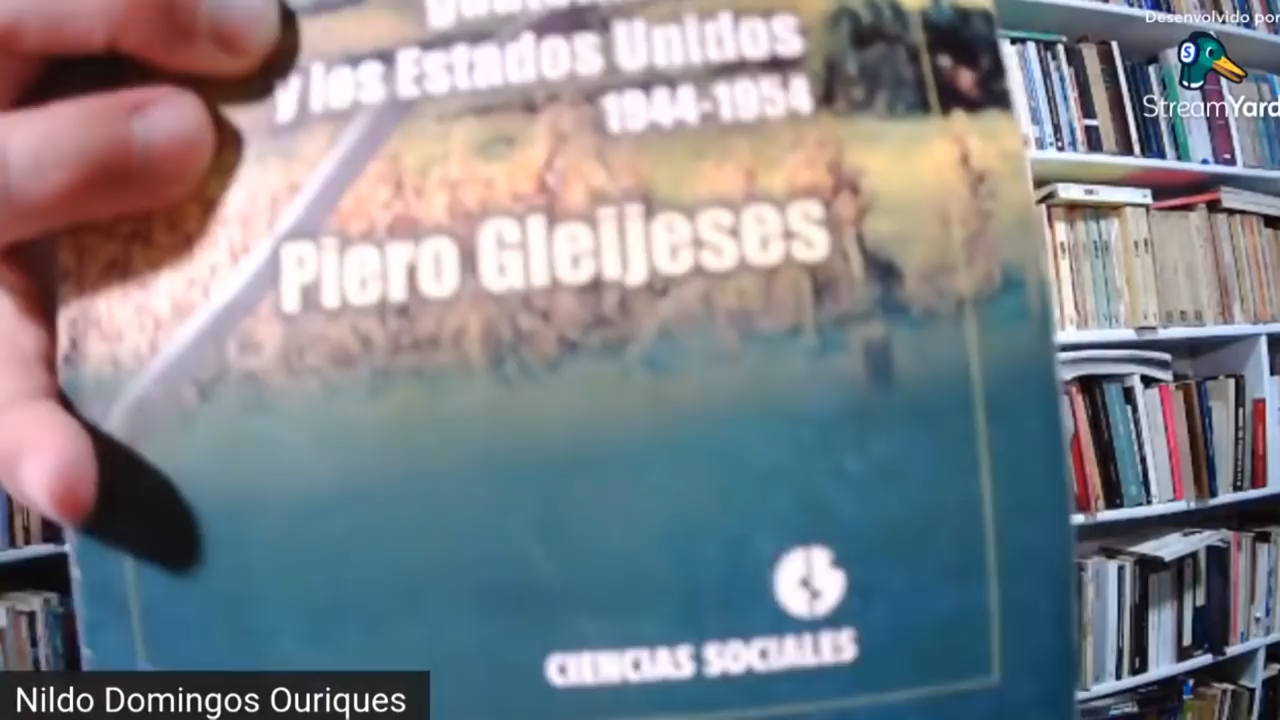 Desenvolvido por
StreamYard
y los Estados Unidos
1944-1954
Piero Gleijeses
CIENCIAS SOCIALES
Nildo Domingos Ouriques